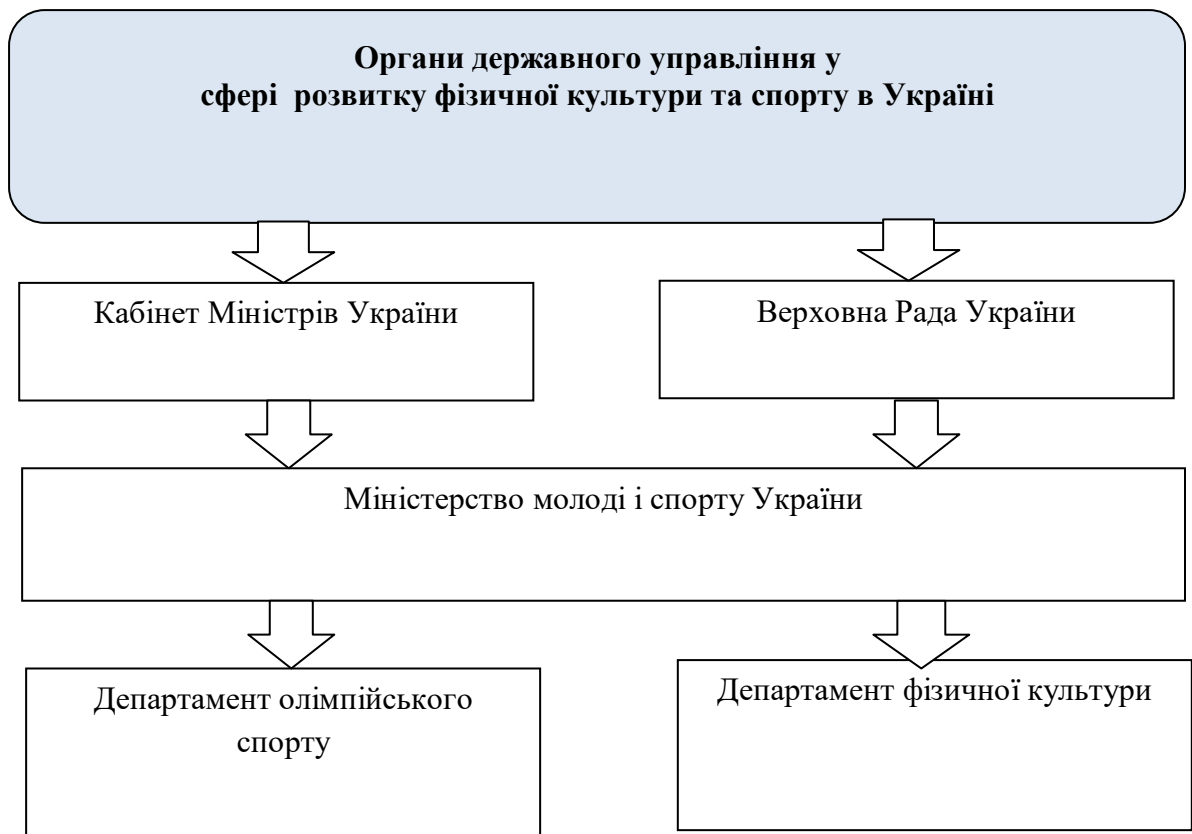 Органи державного управління у
сфері розвитку фізичної культури та спорту в Україні
Кабінет Міністрів України
Верховна Рада України
Міністерство молоді і спорту України
Департамент олімпійського
спорту
Департамент фізичної культури